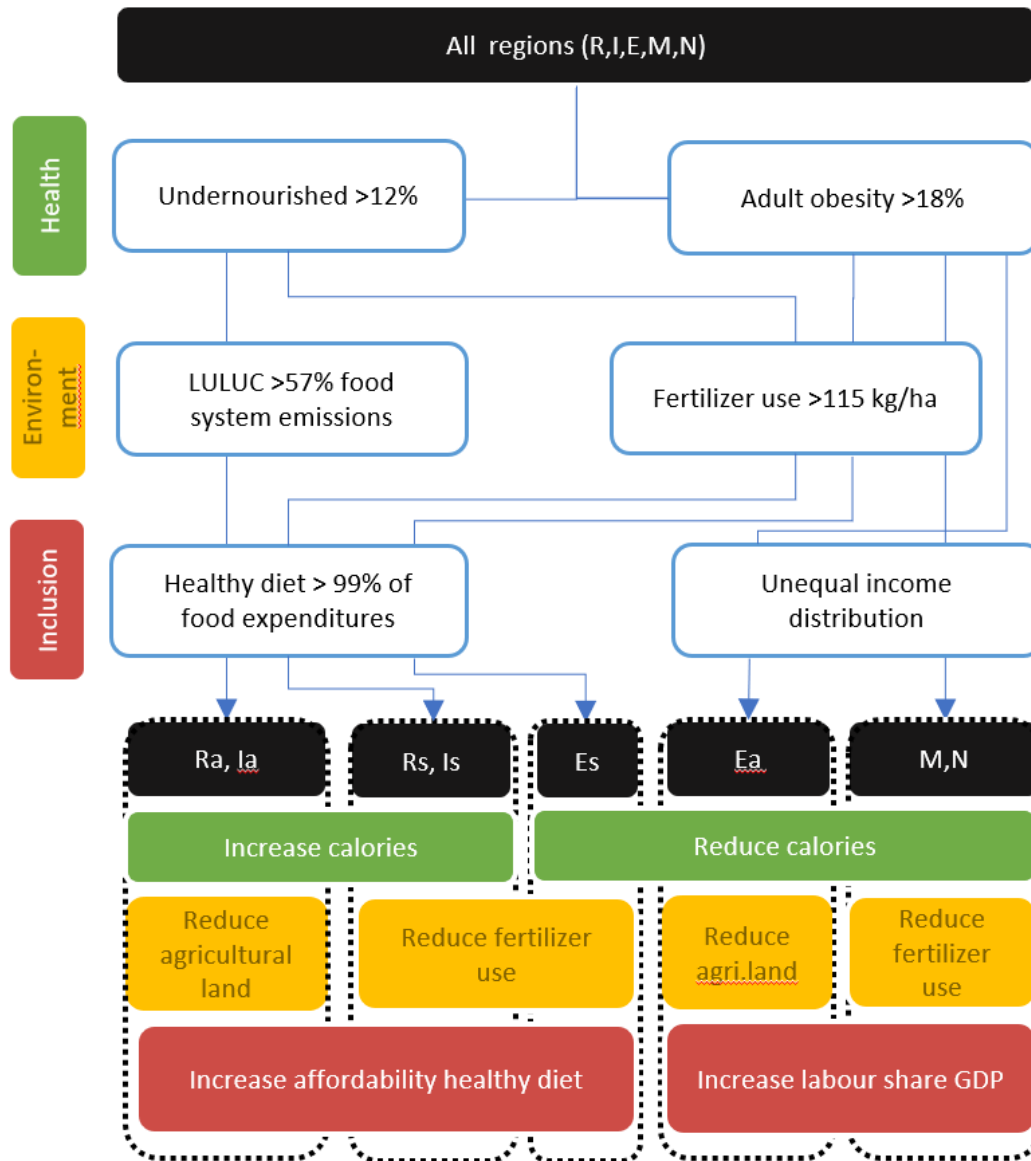 All regions (R,I,E,M,N)
Health
Undernourished >12%
Adult obesity >18%
Environ-
ment
LULUC >57% food
system emissions
Fertilizer use >115 kg/ha
Inclusion
Healthy diet > 99% of
food expenditures
Unequal income
distribution
Ra, Ia
Rs, Is
Es
Ea
M,N
Increase calories
Reduce calories
Reduce
agricultural
land
Reduce fertilizer
use
Reduce
agri.land
Reduce
fertilizer
use
Increase affordability healthy diet
Increase labour share GDP